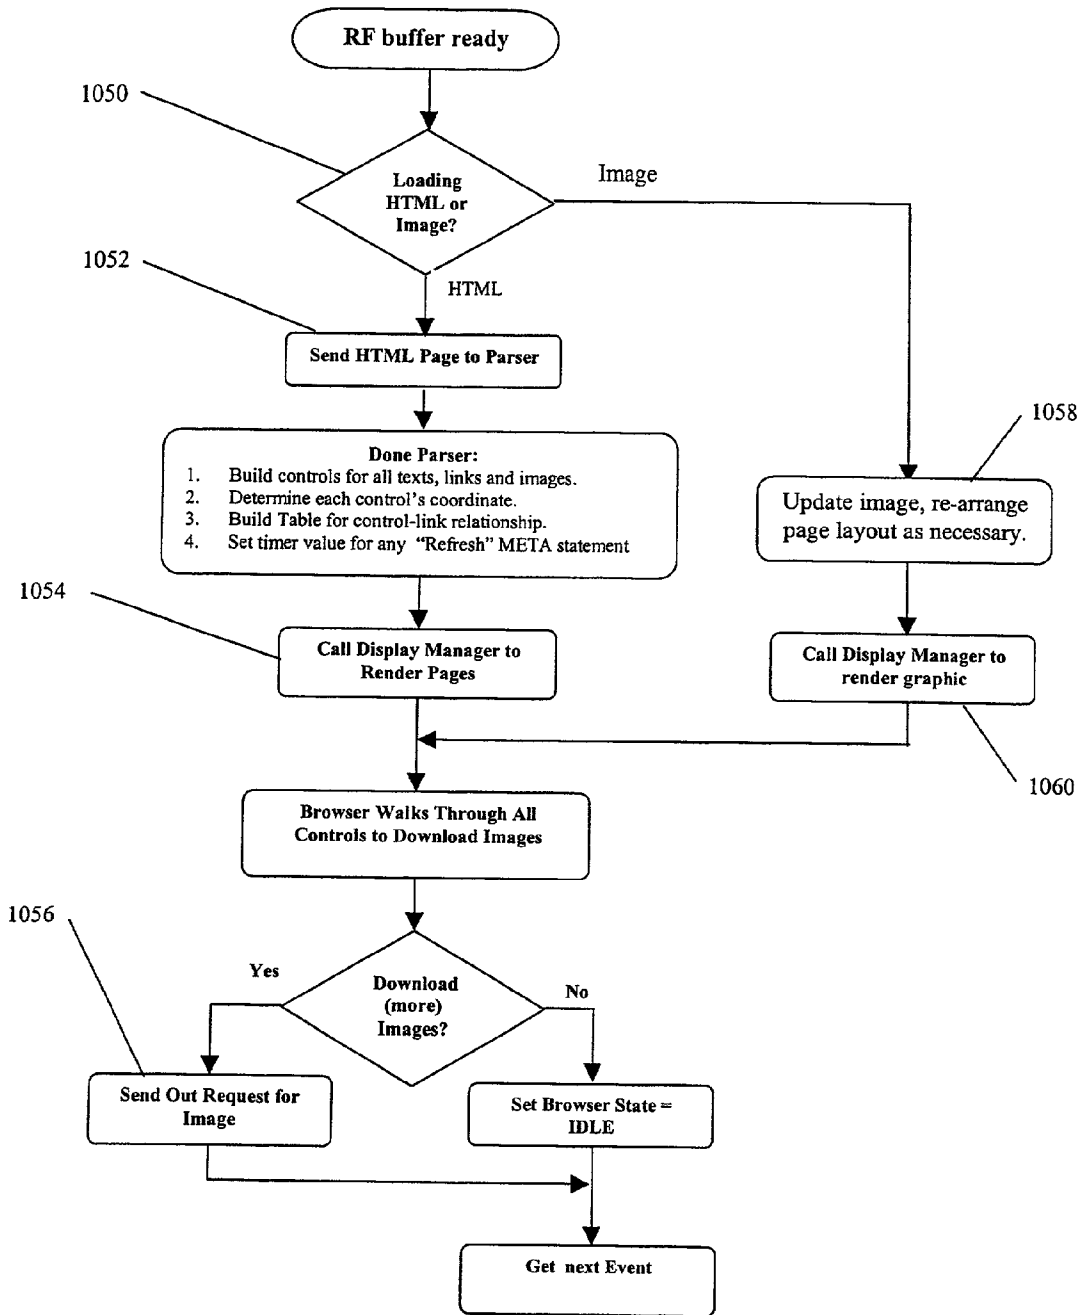 RF buffer ready
1050
Loading
HTML or
Image?
Image
1052
HTML
Send HTML Page to Parser
1058
Done Parser:
1. Build controls for all texts, links and images.
2. Determine each control's coordinate.
3. Build Table for control-link relationship.
4. Set timer value for any "Refresh" META statement
Update image, re-arrange
page layout as necessary.
1054
Call Display Manager to
Render Pages
Call Display Manager to
render graphic
1060
Browser Walks Through All
Controls to Download Images
1056
Yes
Download
(more)
Images?
No
Send Out Request for
Image
Set Browser State =
IDLE
Get next Event